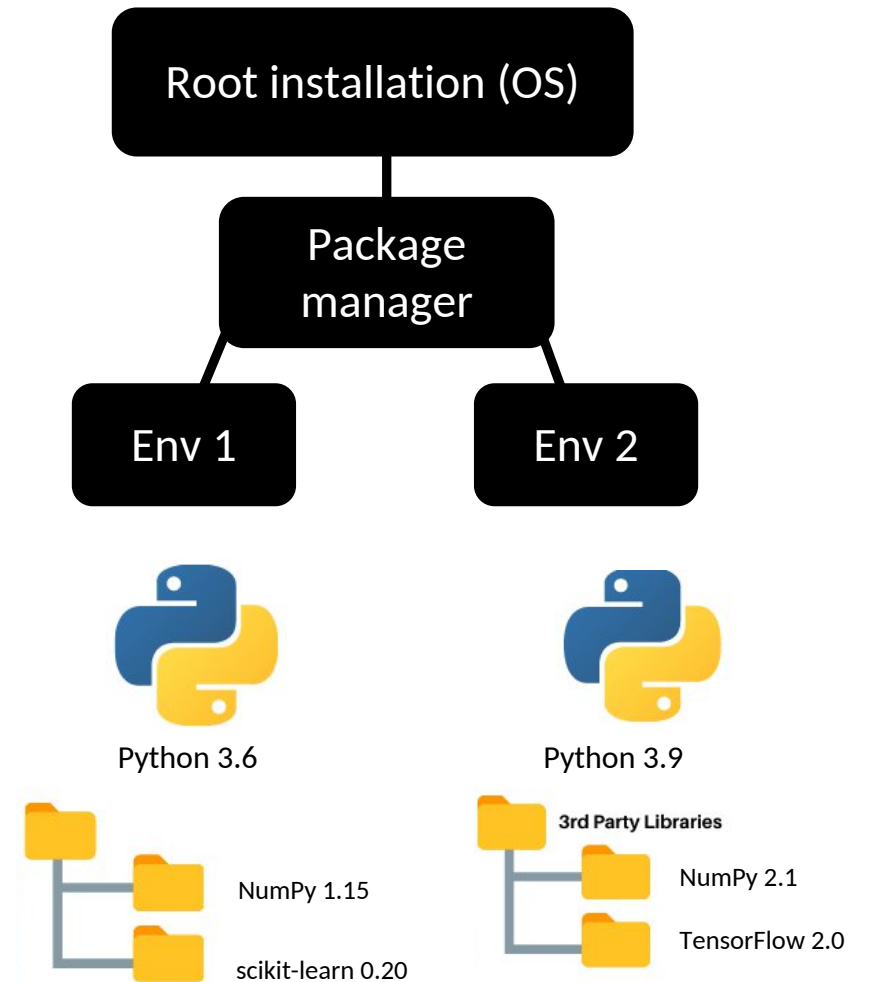 Root installation (OS)
Package
manager
Env 1
Env 2
Python 3.6
Python 3.9
3rd Party Libraries
NumPy 1.15
scikit-learn 0.20
NumPy 2.1
TensorFlow 2.0